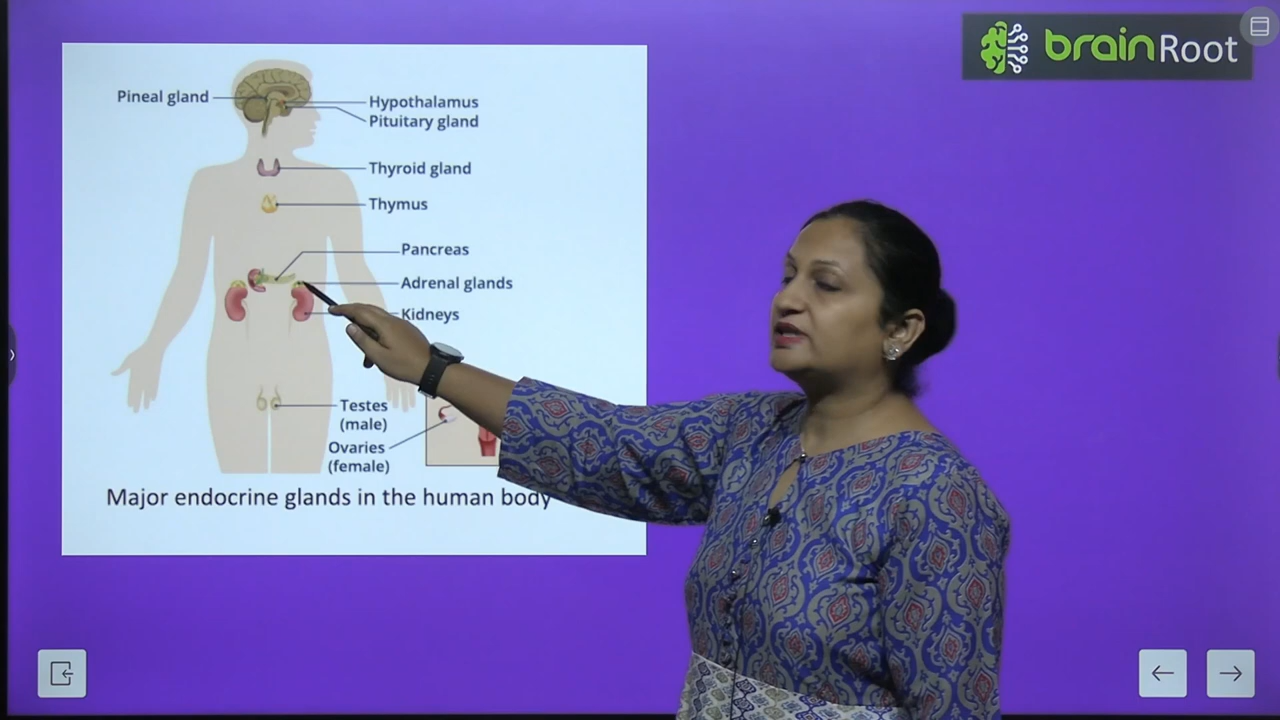 brainRoot
Pineal gland
Hypothalamus
Pituitary gland
Thyroid gland
Thymus
Pancreas
Adrenal glands
Kidneys
Testes
(male)
Ovaries
(female)
Major endocrine glands in the human body